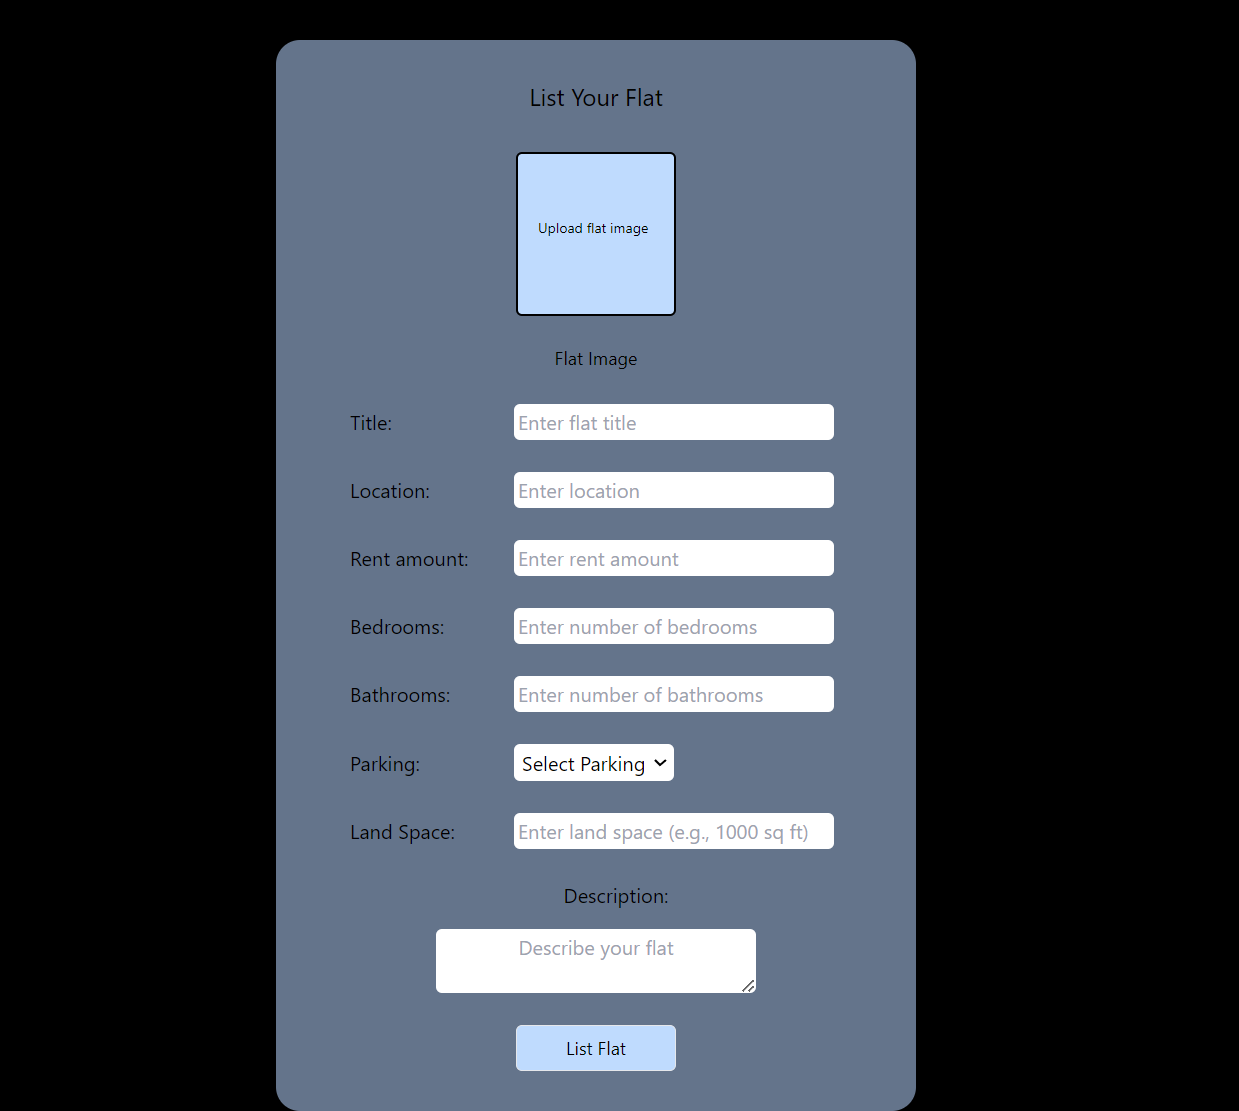 List Your Flat
Upload flat image
Flat Image
Title:
Enter flat title
Location:
Enter location
Rent amount:
Enter rent amount
Bedrooms:
Enter number of bedrooms
Bathrooms:
Enter number of bathrooms
Parking:
Select Parking
Land Space:
Enter land space (e.g., 1000 sq ft)
Description:
Describe your flat
List Flat